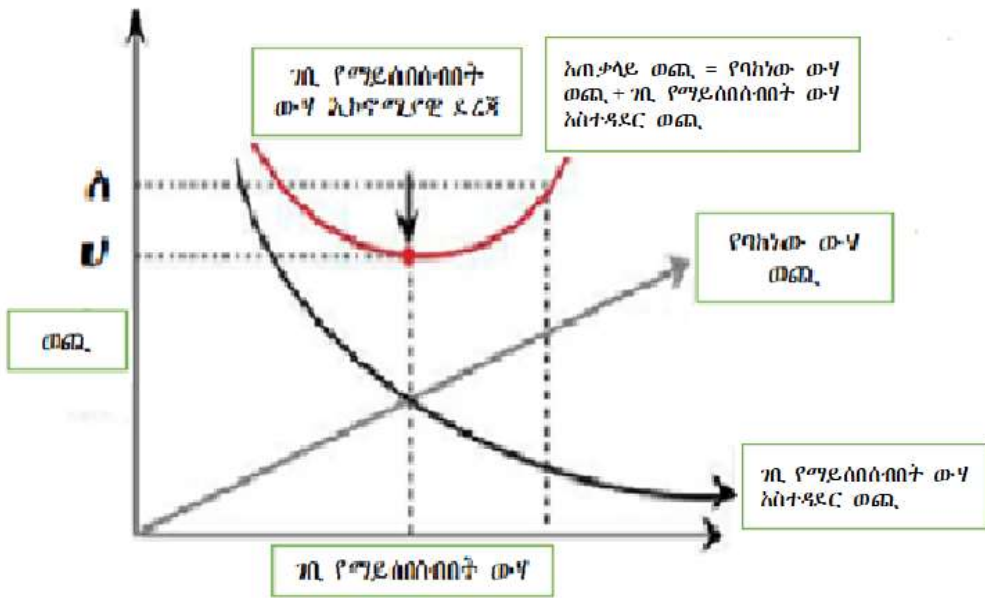 ገቢ የማይሰበሰብበት
ውሃ ኢኮኖሚያዊ ደረጃ
አጠቃላይ ወጪ = የባከነው ውሃ
ወጪ + ገቢ የማይሰበሰብበት ውሃ
አስተዳደር ወጪ
ሰ
ሀ
የባከነው ውሃ
ወጪ
ወጪ
ገቢ የማይሰበሰብበት ውሃ
አስተዳደር ወጪ
ገቢ የማይሰበሰብበት ውሃ